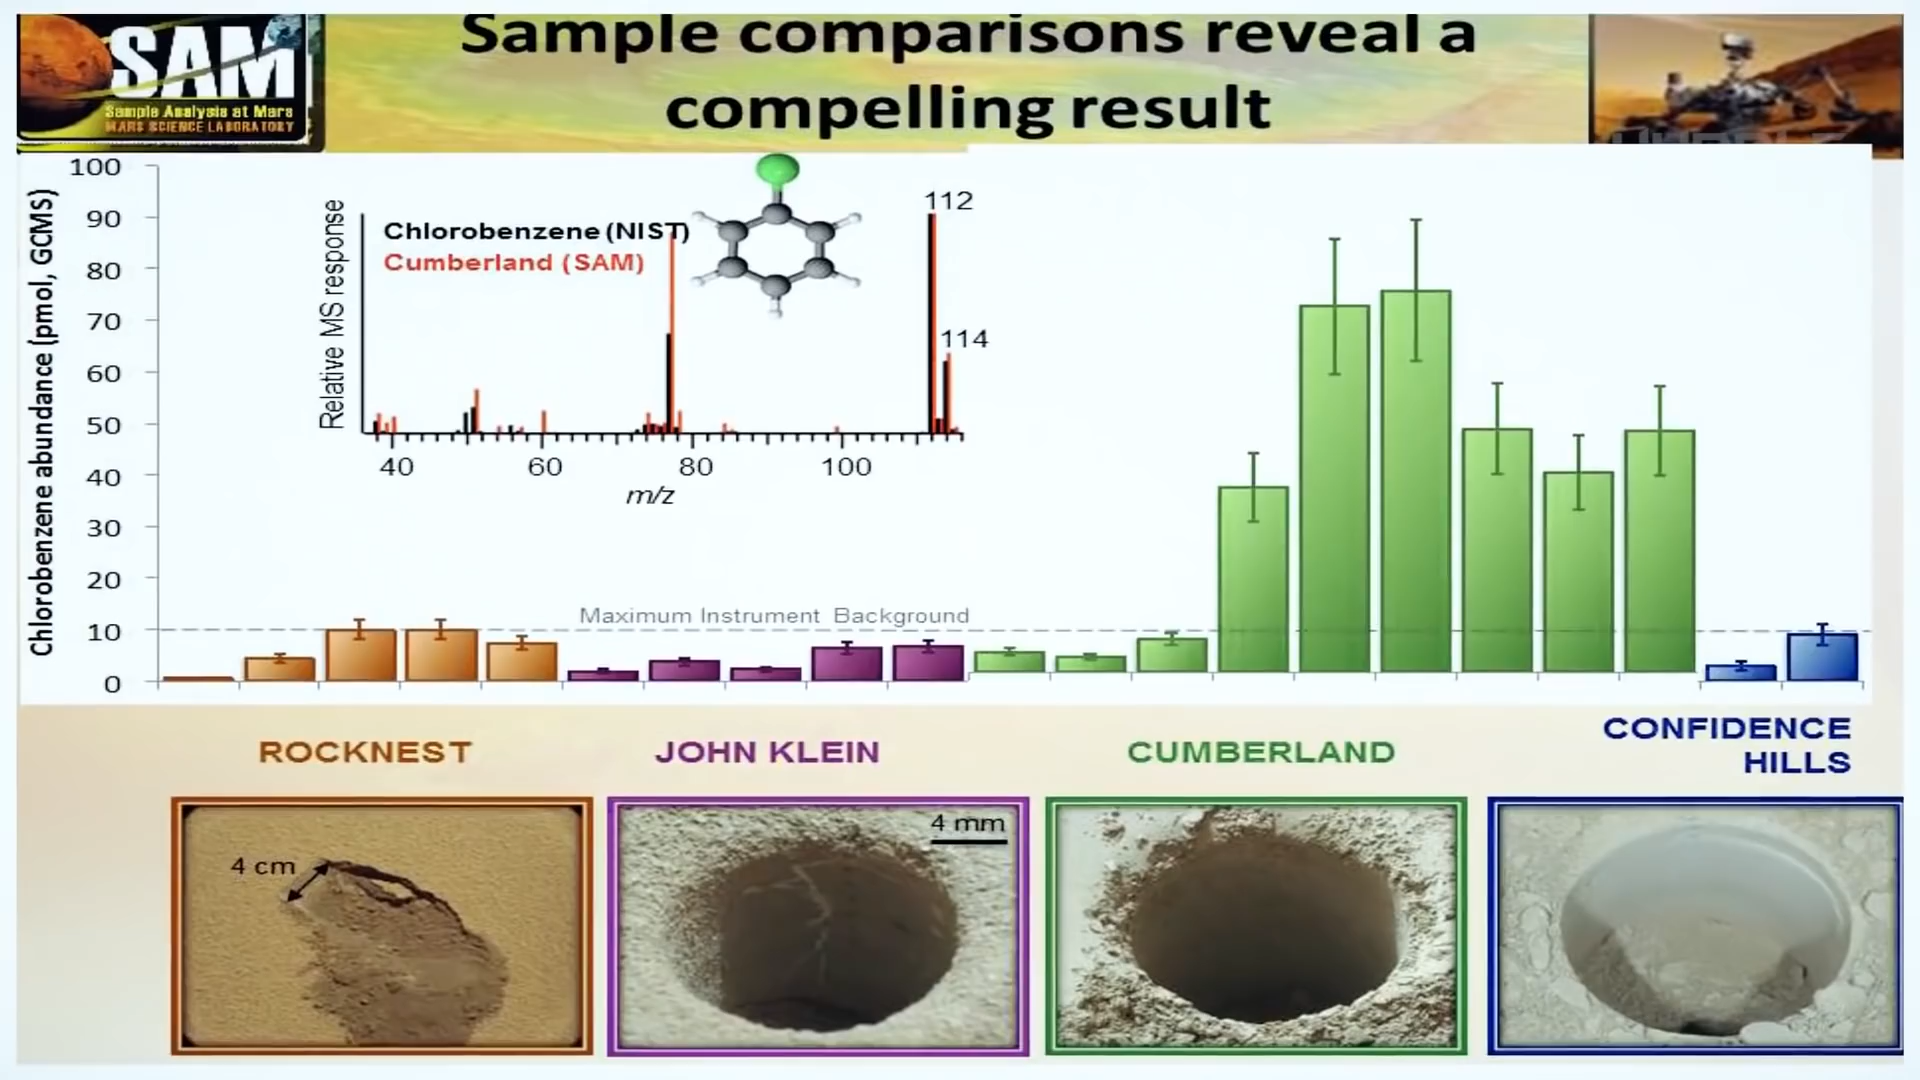 SAM
Sample Analysis at Mars
MARS SCIENCE LABORATORY
Sample comparisons reveal a
compelling result
Chlorobenzene abundance (pmol, GCMS)
100
90
80
70
60
50
40
30
20
10
0
Relative MS response
Chlorobenzene (NIST)
Cumberland (SAM)
112
114
40
60
80
100
m/z
Maximum Instrument Background
ROCKNEST
JOHN KLEIN
CUMBERLAND
CONFIDENCE
HILLS
4 cm
4 mm